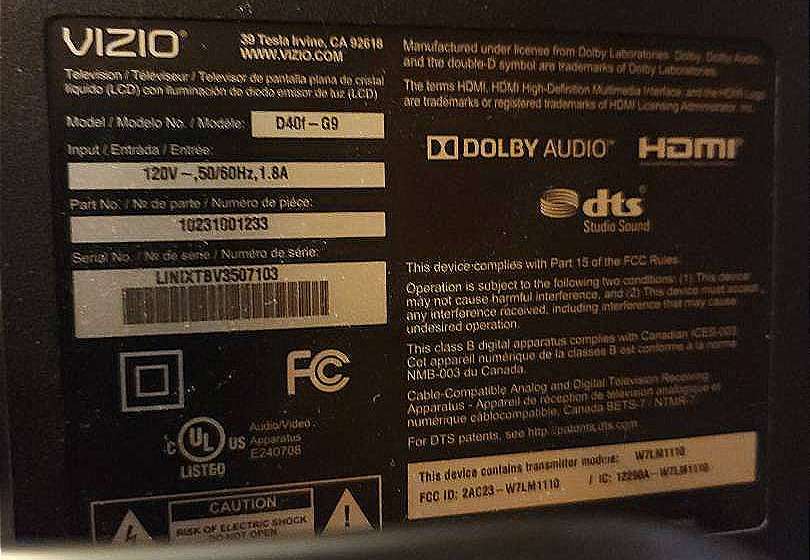 VIZIO
39 Tesla Irvine, CA 92618
WWW.VIZIO.COM
Television / Téléviseur / Televisor de pantalla plana de cristal
líquido (LCD) con iluminación de diodo emisor de luz (LCD)
Model / Modelo No. / Modèle:
D40f-G9
Input / Entrada / Entrée:
120V ~,50/60Hz,1.8A
Part No. / № de parte / Numéro de pièce:
10231001233
Serial No. / № de serie / Numéro de série:
LINIXTBV3507103
C UL US
LISTED
Audio/Video
Apparatus
E240708
FC
CAUTION
RISK OF ELECTRIC SHOCK
DO NOT OPEN
Manufactured under license from Dolby Laboratories. Dolby, Dolby Audio
and the double-D symbol are trademarks of Dolby Laboratories.
The terms HDMI, HDMI High-Definition Multimedia Interface, and the HDMI Logo
are trademarks or registered trademarks of HDMI Licensing Administrator, Inc.
DOLBY AUDIO™
HDMI
dts
Studio Sound
This device complies with Part 15 of the FCC Rules.
Operation is subject to the following two conditions: (1) This device
may not cause harmful interference, and (2) This device must accept
any interference received, including interference that may cause
undesired operation.
This class B digital apparatus complies with Canadian ICES-003.
Cet appareil numérique de la classes B est conforme à la norme
NMB-003 du Canada.
Cable-Compatible Analog and Digital Television Receiving
Apparatus - Appareil de réception de télévision analogique et
numérique câblocompatible, Canada BETS-7 / NTMR-7
For DTS patents, see http://patents.dts.com
This device contains transmitter module: W7LM1110
FCC ID: 2AC23-W7LM1110 / IC: 12290A-W7LM1110